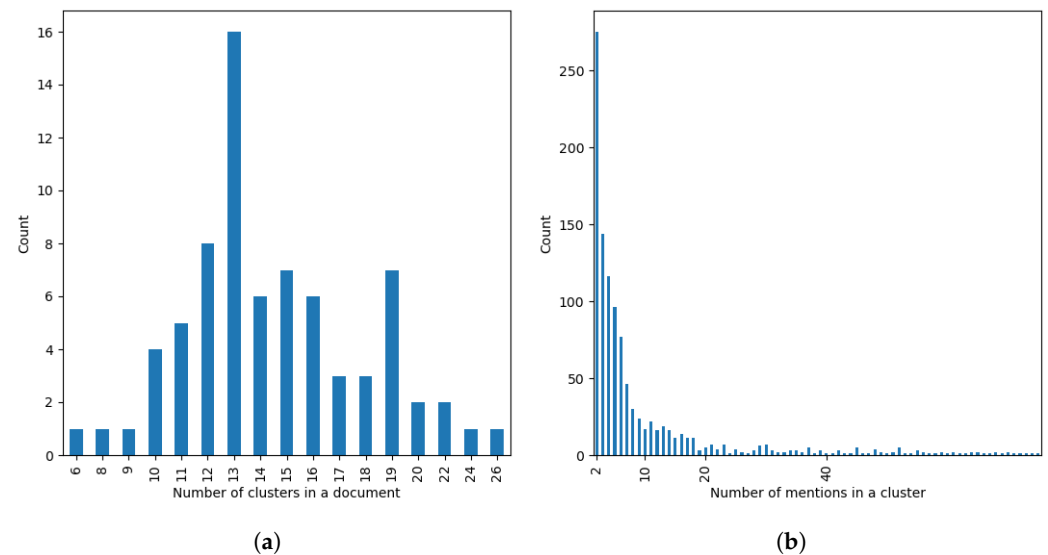 16
14
12
10
8
6
4
2
0
Count
6 8 9 10 11 12 13 14 15 16 17 18 19 20 22 24 26
Number of clusters in a document
(a)
250
200
150
100
50
0
Count
2 10 20 40
Number of mentions in a cluster
(b)